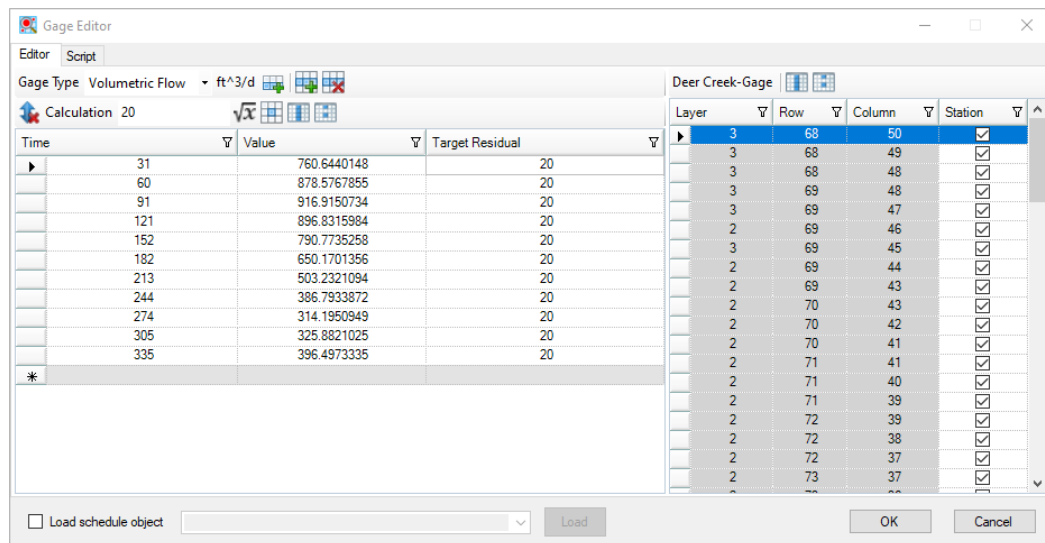 Gage Editor
Editor Script
Gage Type Volumetric Flow ft^3/d
Calculation 20 √x
Time Value Target Residual
31 760.6440148 20
60 878.5767855 20
91 916.9150734 20
121 896.8315984 20
152 790.7735258 20
182 650.1701356 20
213 503.2321094 20
244 386.7933872 20
274 314.1950949 20
305 325.8821025 20
335 396.4973335 20
Deer Creek-Gage
Layer Row Column Station
3 68 50
3 68 49
3 68 48
3 69 48
3 69 47
2 69 46
3 69 45
2 69 44
2 69 43
2 70 43
2 70 42
2 70 41
2 71 41
2 71 40
2 71 39
2 72 39
2 72 38
2 72 37
2 73 37
Load schedule object Load OK Cancel